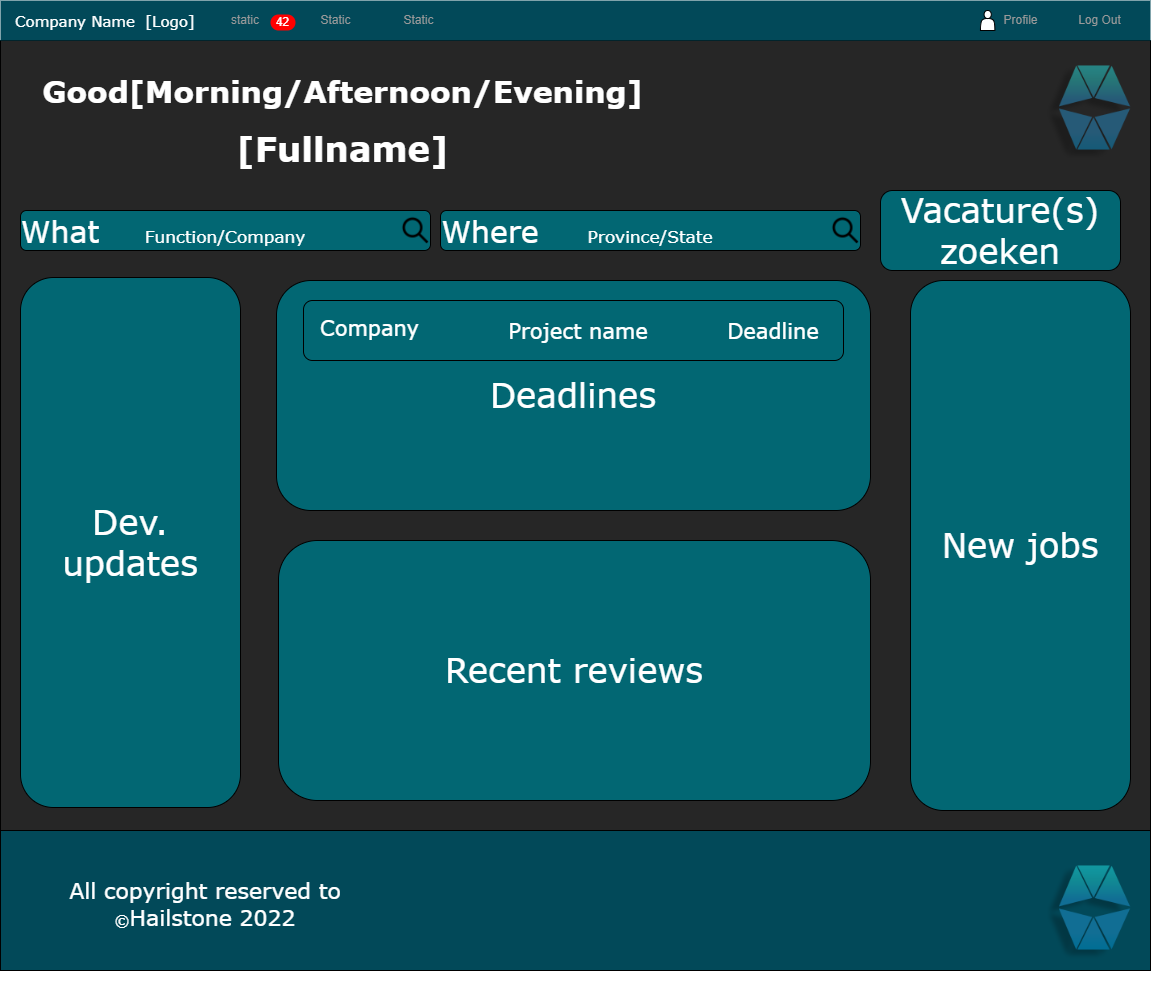 Company Name [Logo] static 42 Static Static Profile Log Out
Good[Morning/Afternoon/Evening]
[Fullname]
What Function/Company Where Province/State
Vacature(s)
zoeken
Company Project name Deadline
Deadlines
Dev.
updates
New jobs
Recent reviews
All copyright reserved to
©Hailstone 2022